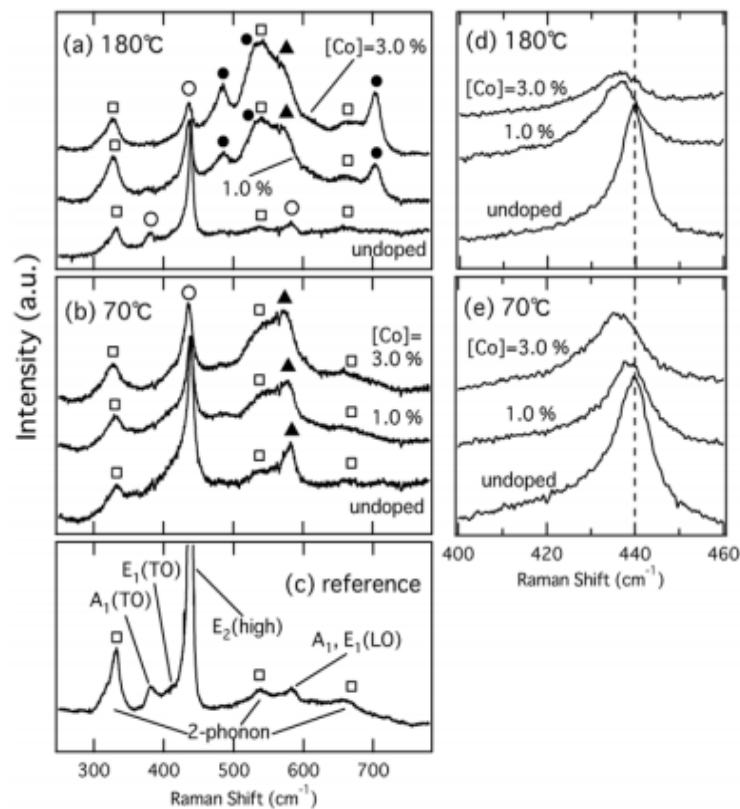 (a) 180℃
[Co]=3.0 %
1.0 %
undoped
(b) 70℃
[Co]=
3.0 %
1.0 %
undoped
(c) reference
E₁(TO)
A₁(TO)
E₂(high)
A₁, E₁(LO)
2-phonon
300 400 500 600 700
Raman Shift (cm⁻¹)
Intensity (a.u.)
(d) 180℃
[Co]=3.0 %
1.0 %
undoped
(e) 70℃
[Co]=3.0 %
1.0 %
undoped
400 420 440 460
Raman Shift (cm⁻¹)